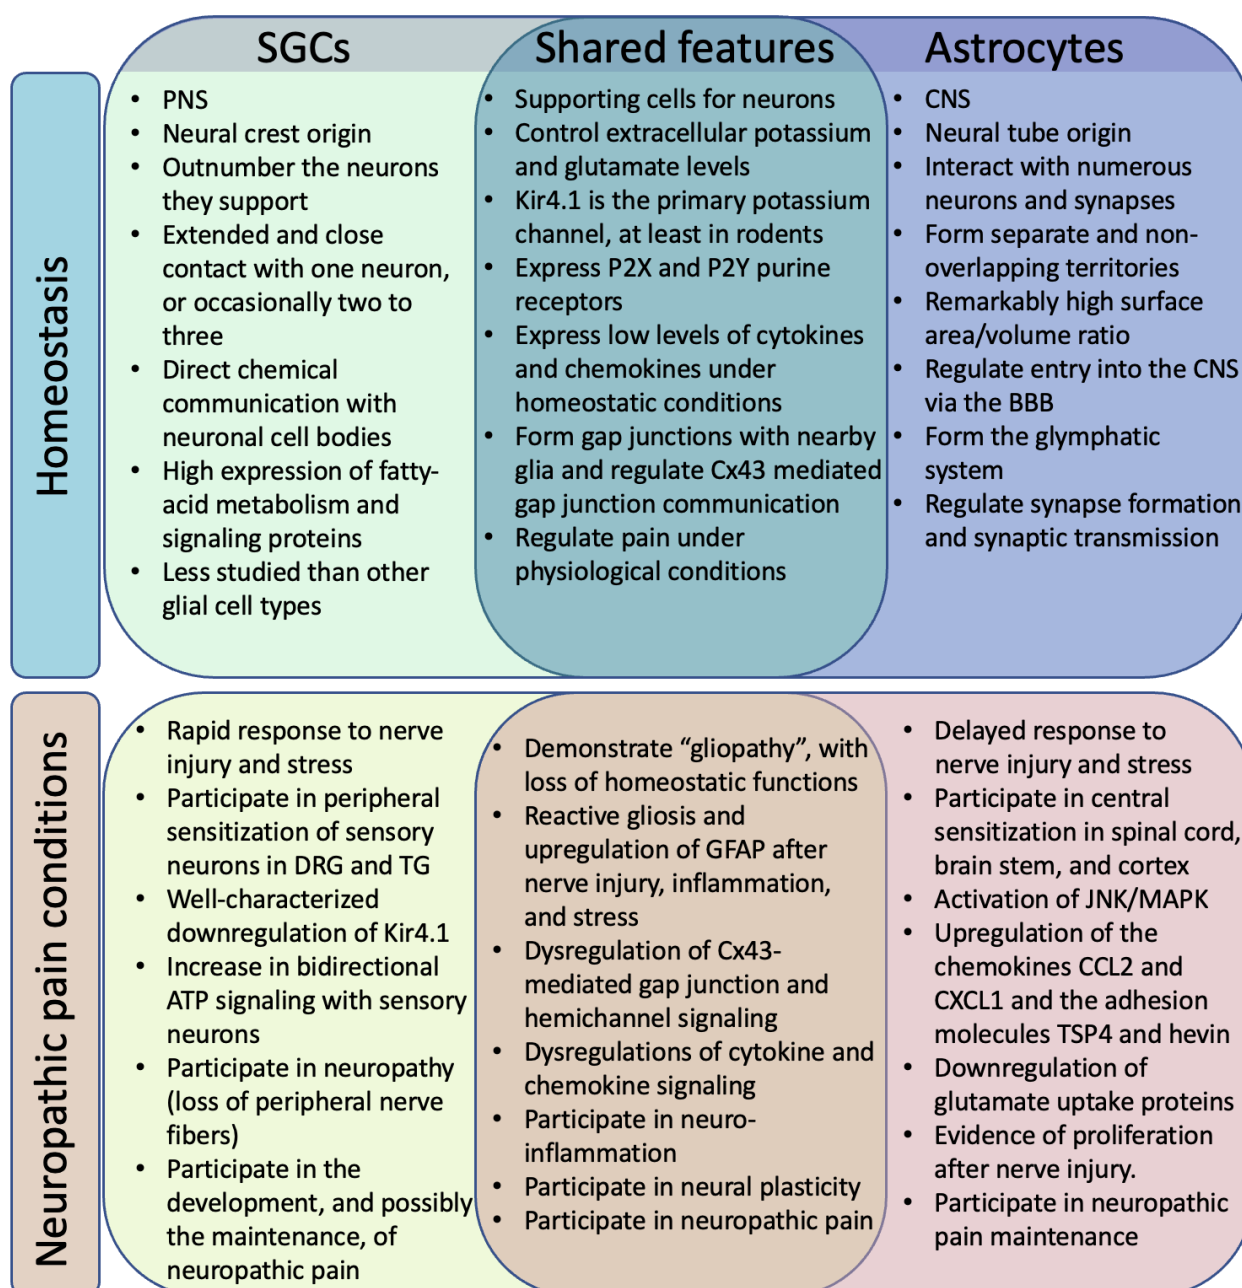 SGCs
Shared features
Astrocytes
Homeostasis
• PNS
• Neural crest origin
• Outnumber the neurons
they support
• Extended and close
contact with one neuron,
or occasionally two to
three
• Direct chemical
communication with
neuronal cell bodies
• High expression of fatty-
acid metabolism and
signaling proteins
• Less studied than other
glial cell types
• Supporting cells for neurons
• Control extracellular potassium
and glutamate levels
• Kir4.1 is the primary potassium
channel, at least in rodents
• Express P2X and P2Y purine
receptors
• Express low levels of cytokines
and chemokines under
homeostatic conditions
• Form gap junctions with nearby
glia and regulate Cx43 mediated
gap junction communication
• Regulate pain under
physiological conditions
• CNS
• Neural tube origin
• Interact with numerous
neurons and synapses
• Form separate and non-
overlapping territories
• Remarkably high surface
area/volume ratio
• Regulate entry into the CNS
via the BBB
• Form the glymphatic
system
• Regulate synapse formation
and synaptic transmission
Neuropathic pain conditions
• Rapid response to nerve
injury and stress
• Participate in peripheral
sensitization of sensory
neurons in DRG and TG
• Well-characterized
downregulation of Kir4.1
• Increase in bidirectional
ATP signaling with sensory
neurons
• Participate in neuropathy
(loss of peripheral nerve
fibers)
• Participate in the
development, and possibly
the maintenance, of
neuropathic pain
• Demonstrate “gliopathy”, with
loss of homeostatic functions
• Reactive gliosis and
upregulation of GFAP after
nerve injury, inflammation,
and stress
• Dysregulation of Cx43-
mediated gap junction and
hemichannel signaling
• Dysregulations of cytokine and
chemokine signaling
• Participate in neuro-
inflammation
• Participate in neural plasticity
• Participate in neuropathic pain
• Delayed response to
nerve injury and stress
• Participate in central
sensitization in spinal cord,
brain stem, and cortex
• Activation of JNK/MAPK
• Upregulation of the
chemokines CCL2 and
CXCL1 and the adhesion
molecules TSP4 and hevin
• Downregulation of
glutamate uptake proteins
• Evidence of proliferation
after nerve injury.
• Participate in neuropathic
pain maintenance